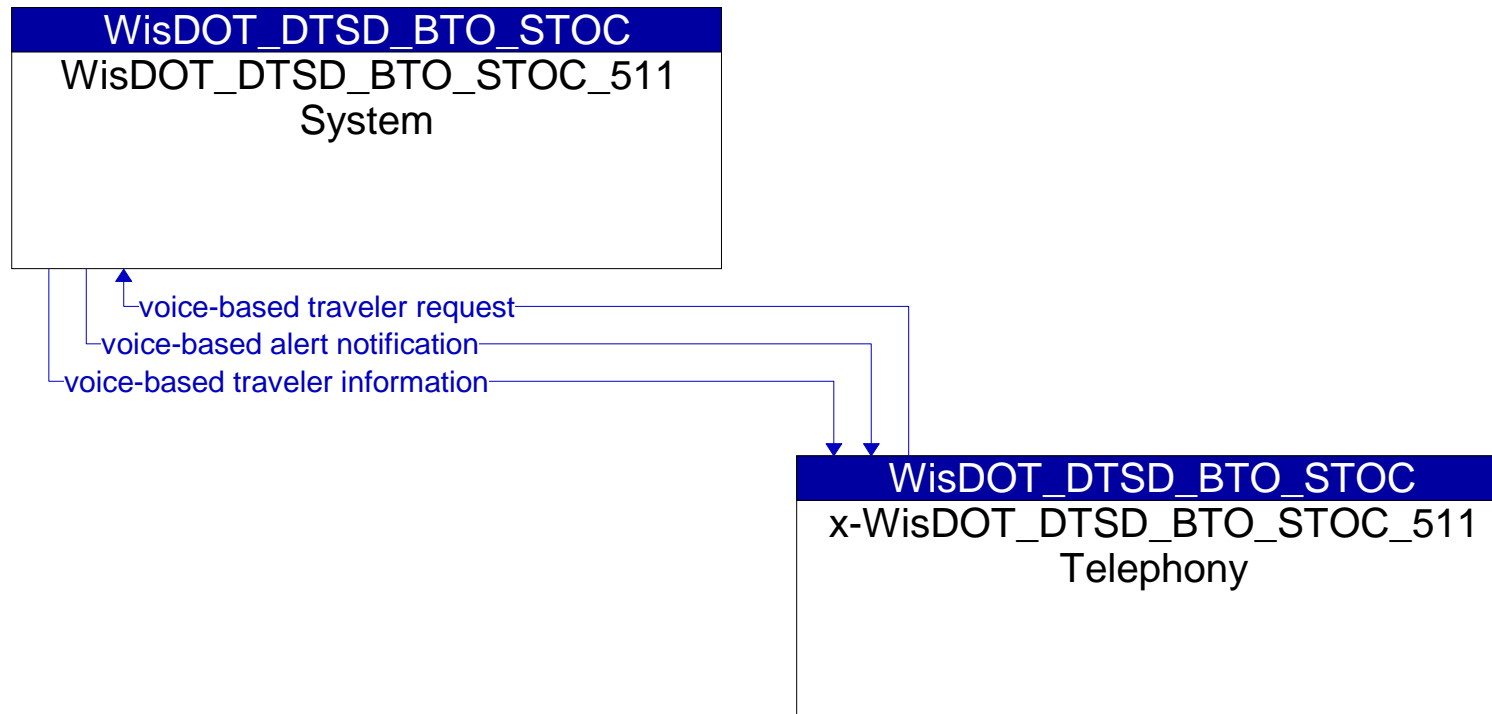 WisDOT_DTSD_BTO_STOC
WisDOT_DTSD_BTO_STOC_511
System
voice-based traveler request
voice-based alert notification
voice-based traveler information
WisDOT_DTSD_BTO_STOC
x-WisDOT_DTSD_BTO_STOC_511
Telephony